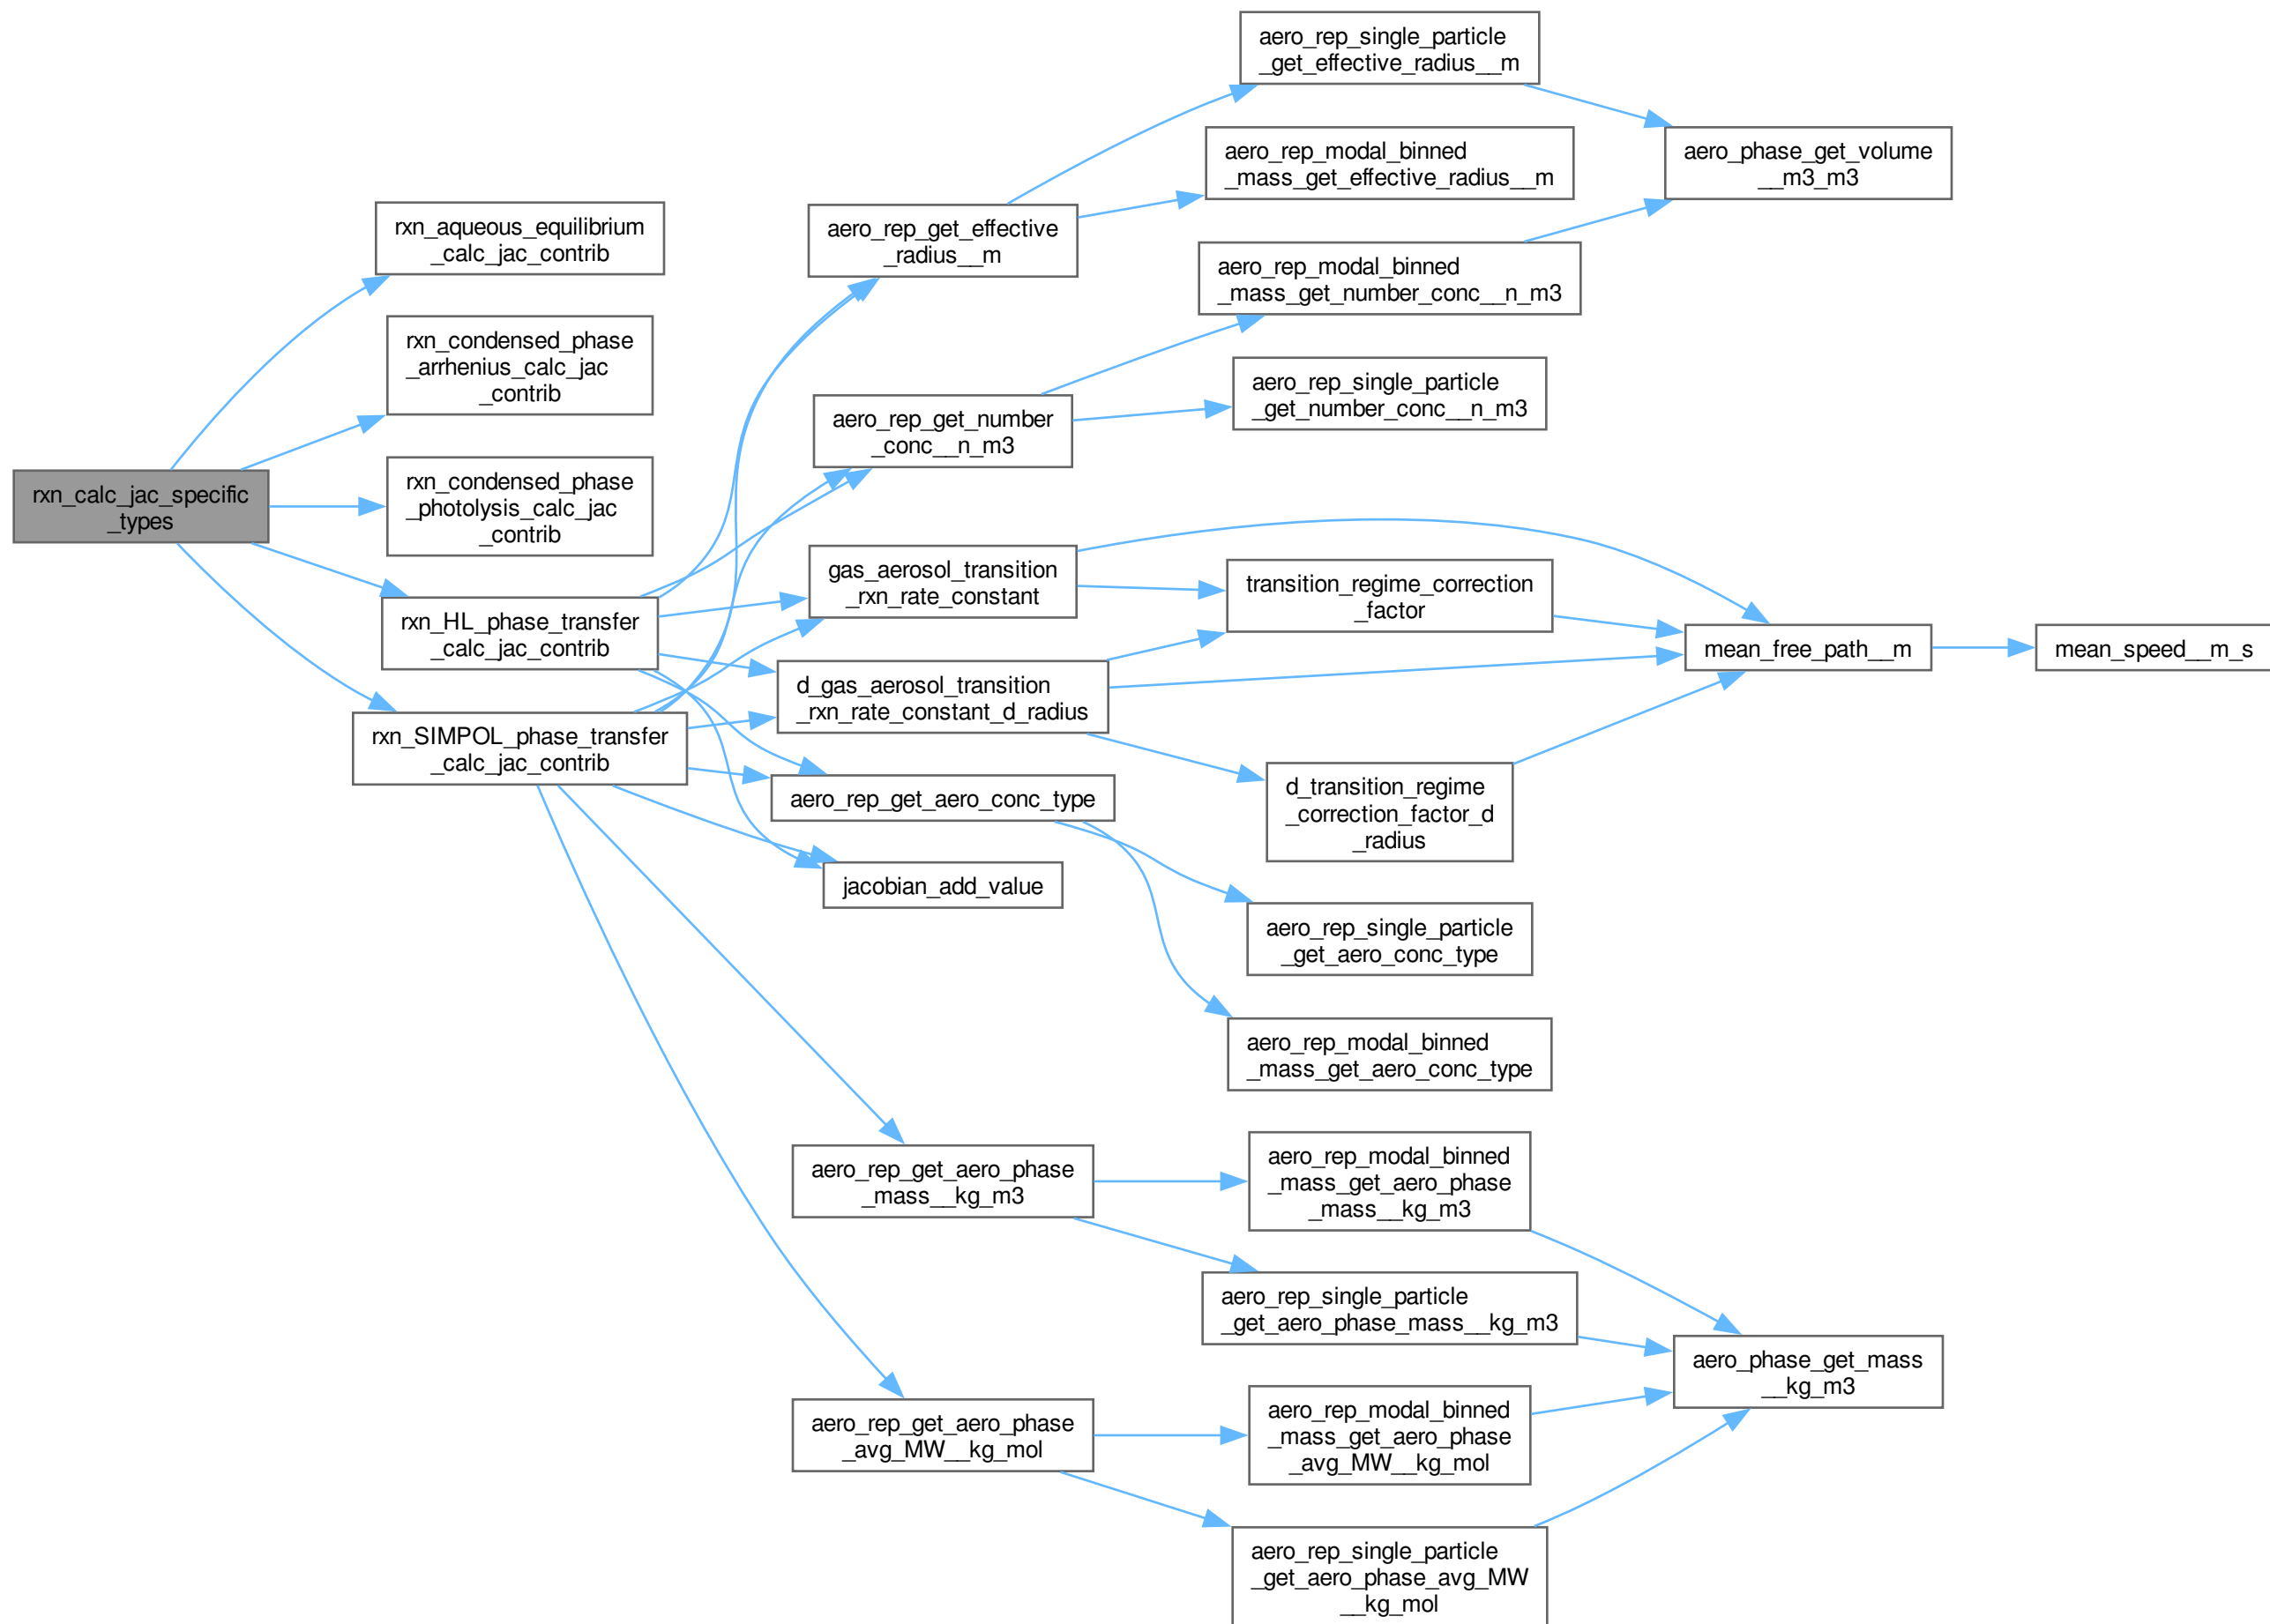 rxn_calc_jac_specific
_types
rxn_aqueous_equilibrium
_calc_jac_contrib
rxn_condensed_phase
_arrhenius_calc_jac
_contrib
rxn_condensed_phase
_photolysis_calc_jac
_contrib
rxn_HL_phase_transfer
_calc_jac_contrib
rxn_SIMPOL_phase_transfer
_calc_jac_contrib
aero_rep_get_effective
_radius__m
aero_rep_get_number
_conc__n_m3
gas_aerosol_transition
_rxn_rate_constant
d_gas_aerosol_transition
_rxn_rate_constant_d_radius
aero_rep_get_aero_conc_type
jacobian_add_value
aero_rep_get_aero_phase
_mass__kg_m3
aero_rep_get_aero_phase
_avg_MW__kg_mol
aero_rep_single_particle
_get_effective_radius__m
aero_rep_modal_binned
_mass_get_effective_radius__m
aero_rep_modal_binned
_mass_get_number_conc__n_m3
aero_rep_single_particle
_get_number_conc__n_m3
transition_regime_correction
_factor
d_transition_regime
_correction_factor_d
_radius
aero_rep_single_particle
_get_aero_conc_type
aero_rep_modal_binned
_mass_get_aero_conc_type
aero_rep_modal_binned
_mass_get_aero_phase
_mass__kg_m3
aero_rep_single_particle
_get_aero_phase_mass__kg_m3
aero_rep_modal_binned
_mass_get_aero_phase
_avg_MW__kg_mol
aero_rep_single_particle
_get_aero_phase_avg_MW
__kg_mol
aero_phase_get_volume
__m3_m3
mean_free_path__m
aero_phase_get_mass
__kg_m3
mean_speed__m_s